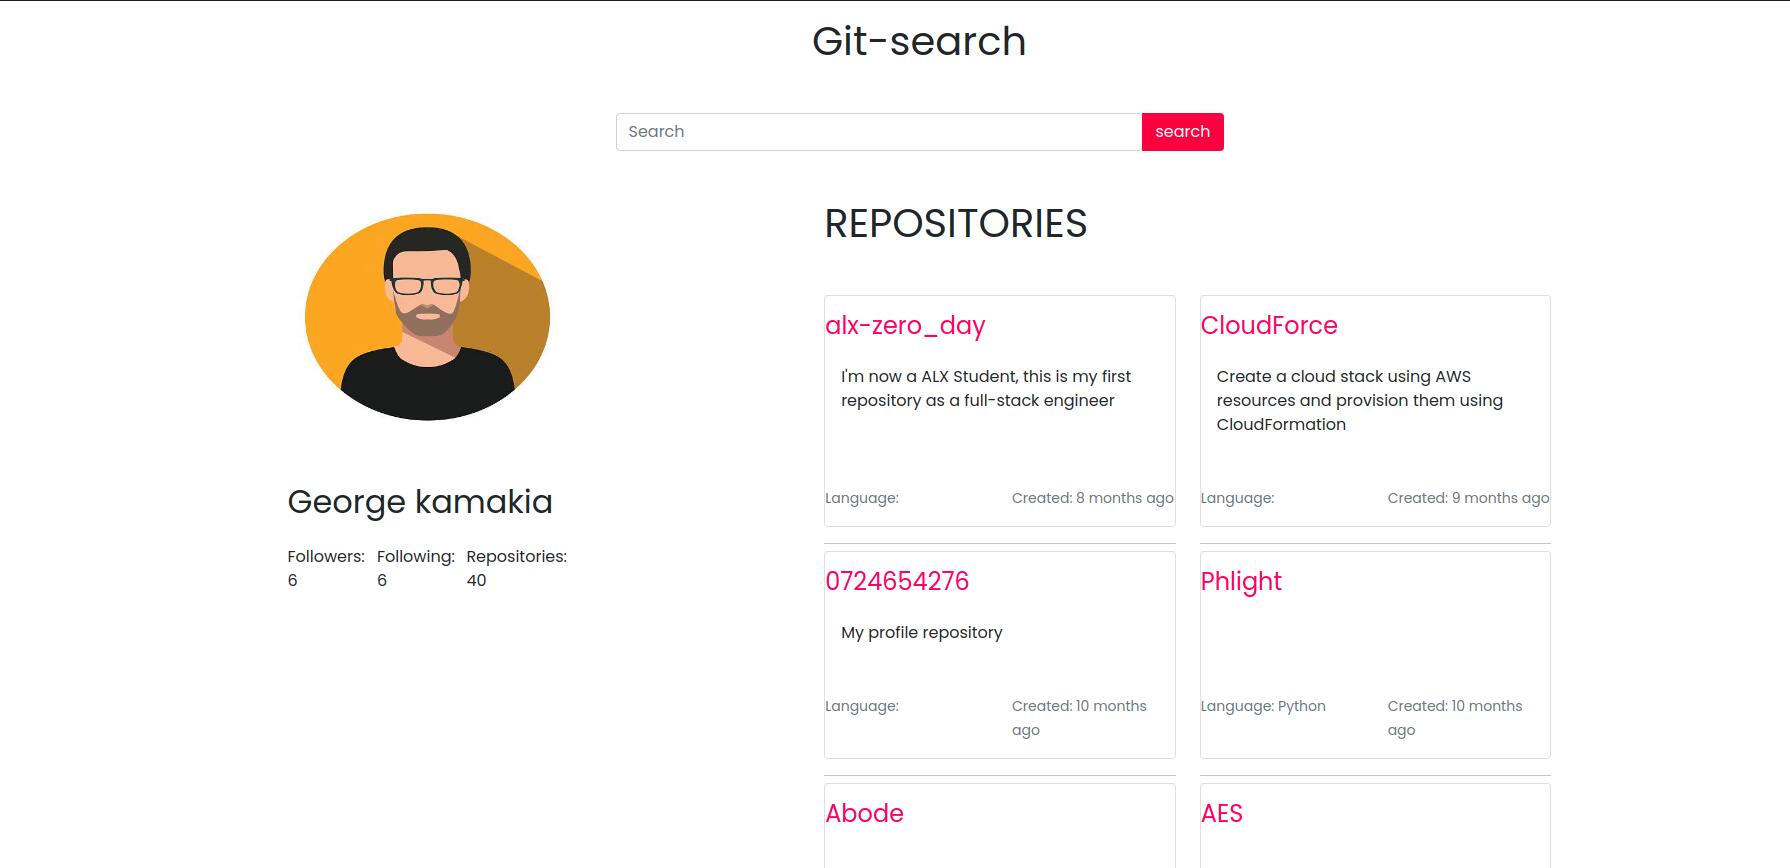 Git-search
Search
search
George kamakia
Followers:
6
Following:
6
Repositories:
40
REPOSITORIES
alx-zero_day
I'm now a ALX Student, this is my first
repository as a full-stack engineer
Language:
Created: 8 months ago
CloudForce
Create a cloud stack using AWS
resources and provision them using
CloudFormation
Language:
Created: 9 months ago
0724654276
My profile repository
Language:
Created: 10 months
ago
Phlight
Language: Python
Created: 10 months
ago
Abode
AES